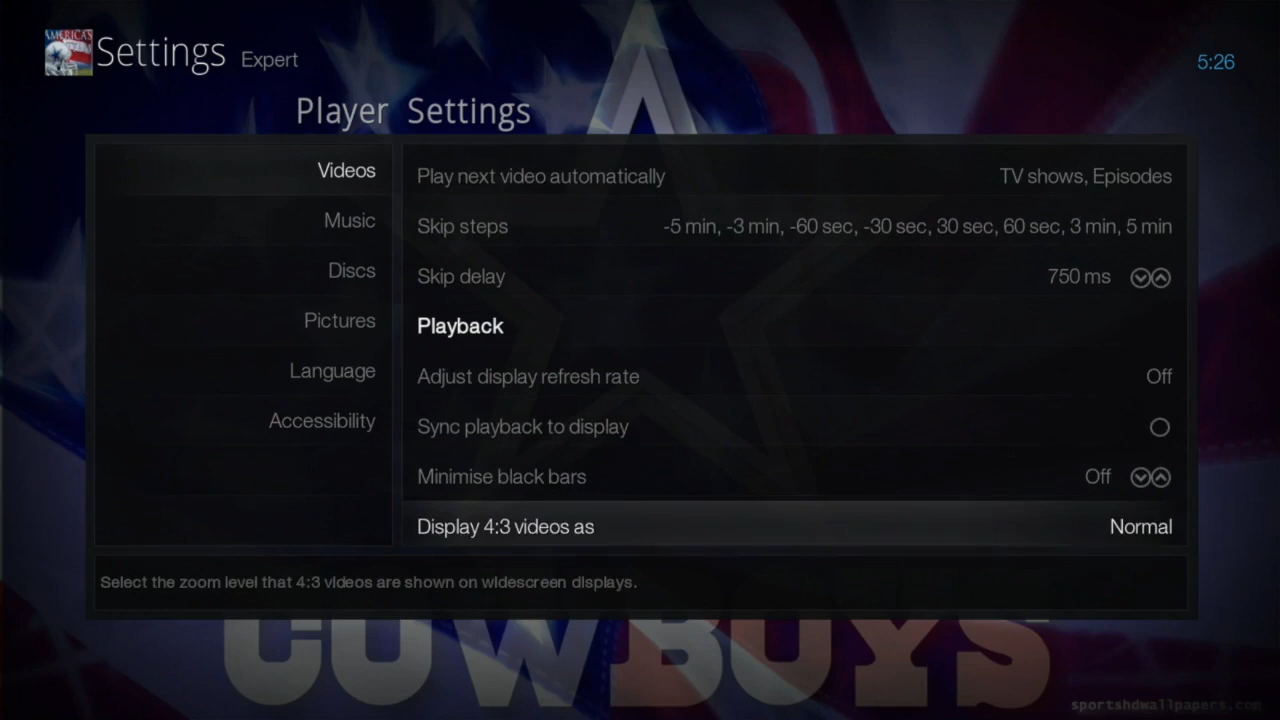 AMERICA'S
Settings Expert
5:26
Player Settings
Videos
Music
Discs
Pictures
Language
Accessibility
Play next video automatically TV shows, Episodes
Skip steps -5 min, -3 min, -60 sec, -30 sec, 30 sec, 60 sec, 3 min, 5 min
Skip delay 750 ms
Playback
Adjust display refresh rate Off
Sync playback to display
Minimise black bars Off
Display 4:3 videos as Normal
Select the zoom level that 4:3 videos are shown on widescreen displays.
COWBOYS
sportshdwallpapers.com